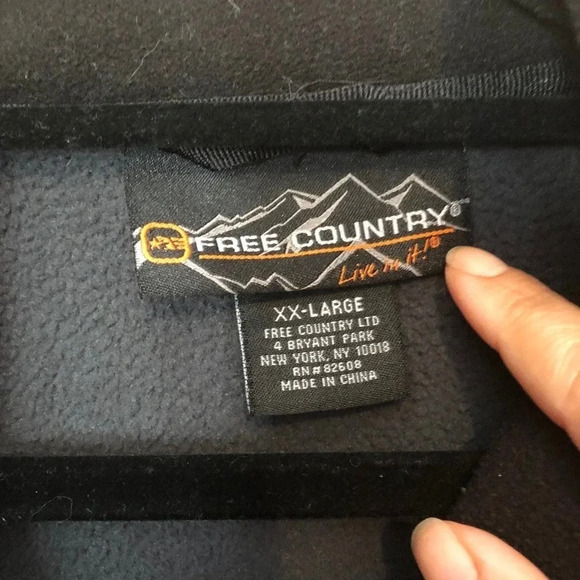 FREE COUNTRY®
Live in it!®
XX-LARGE
FREE COUNTRY LTD
4 BRYANT PARK
NEW YORK, NY 10018
RN# 82608
MADE IN CHINA